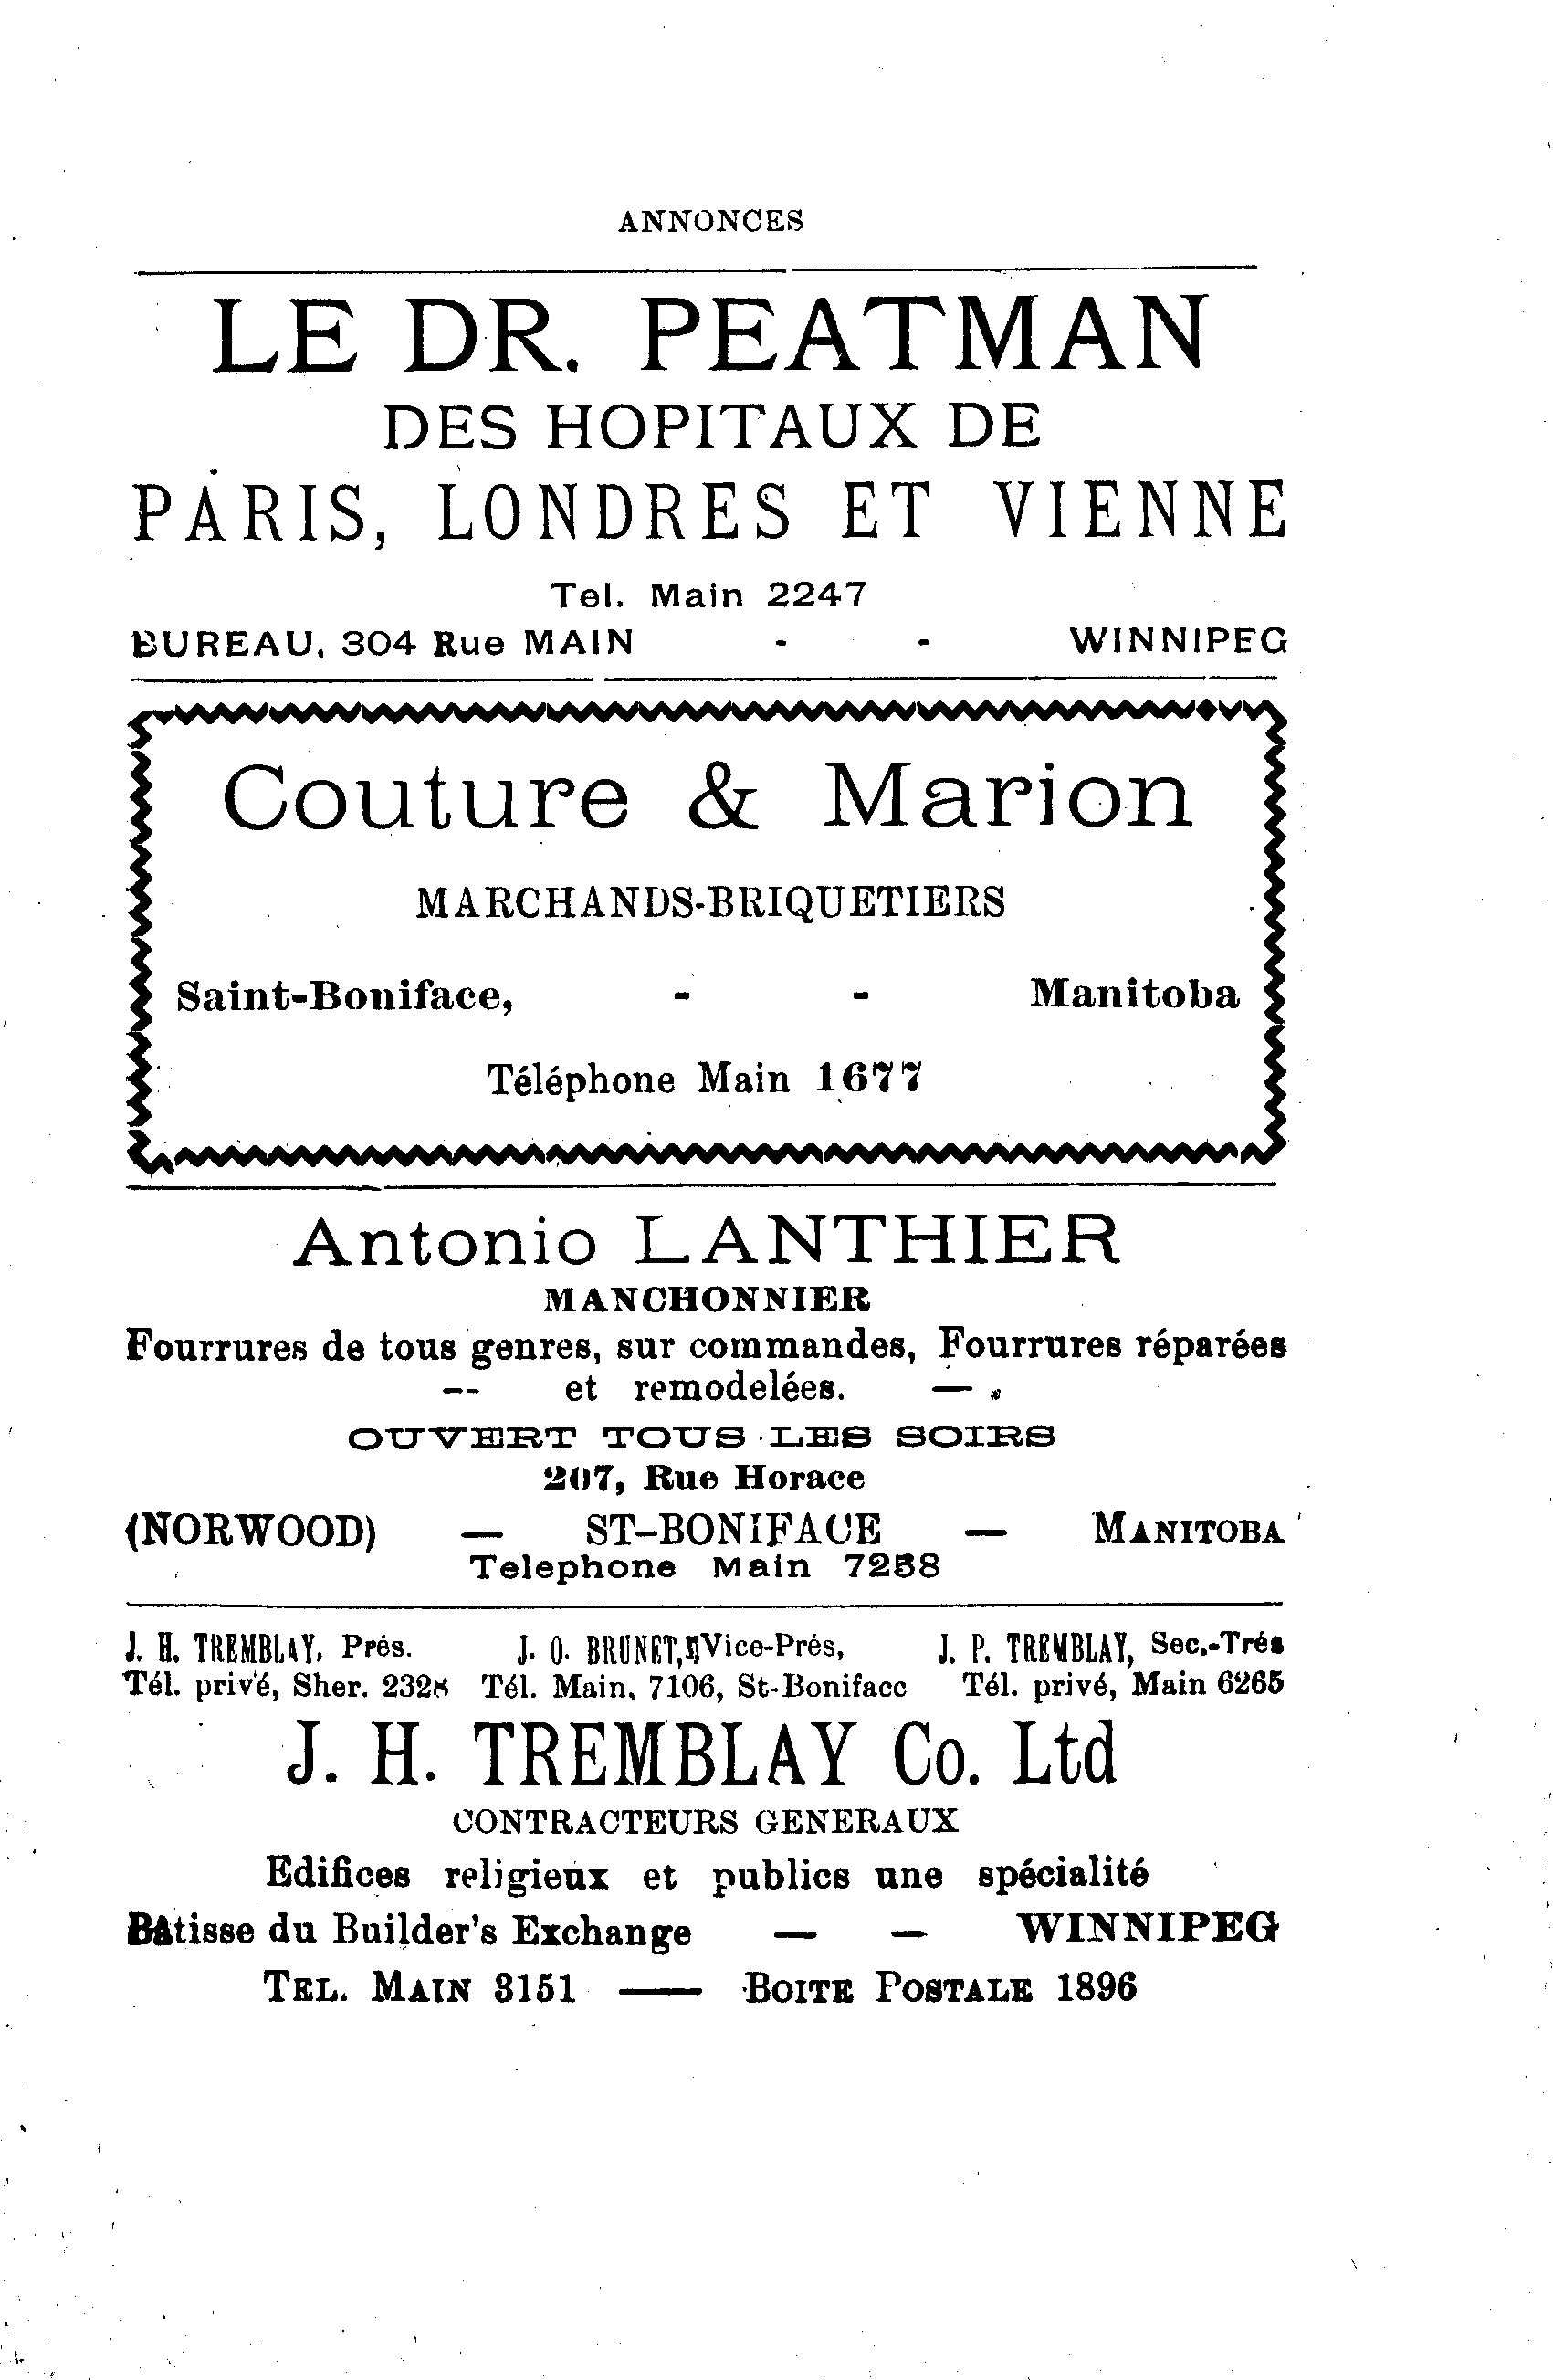 ANNONCES
LE DR. PEATMAN
DES HOPITAUX DE
PARIS, LONDRES ET VIENNE
Tel. Main 2247
BUREAU, 304 Rue MAIN - - WINNIPEG
Couture & Marion
MARCHANDS-BRIQUETIERS
Saint-Boniface, - - Manitoba
Téléphone Main 1677
Antonio LANTHIER
MANCHONNIER
Fourrures de tous genres, sur commandes, Fourrures réparées
-- et remodelées. —
OUVERT TOUS LES SOIRS
207, Rue Horace
(NORWOOD) — ST-BONIFACE — MANITOBA
Telephone Main
J. H. TREMBLAY, Prés. J. O. BRUNET, Vice-Prés, J. P. TREMBLAY, Sec.-Trés
Tél. privé, Sher. 2328 Tél. Main, 7106, St-Boniface Tél. privé, Main 6265
J. H. TREMBLAY Co. Ltd
CONTRACTEURS GENERAUX
Edifices religieux et publics une spécialité
Bâtisse du Builder's Exchange — — WINNIPEG
TEL. MAIN 3151 — BOITE POSTALE 1896